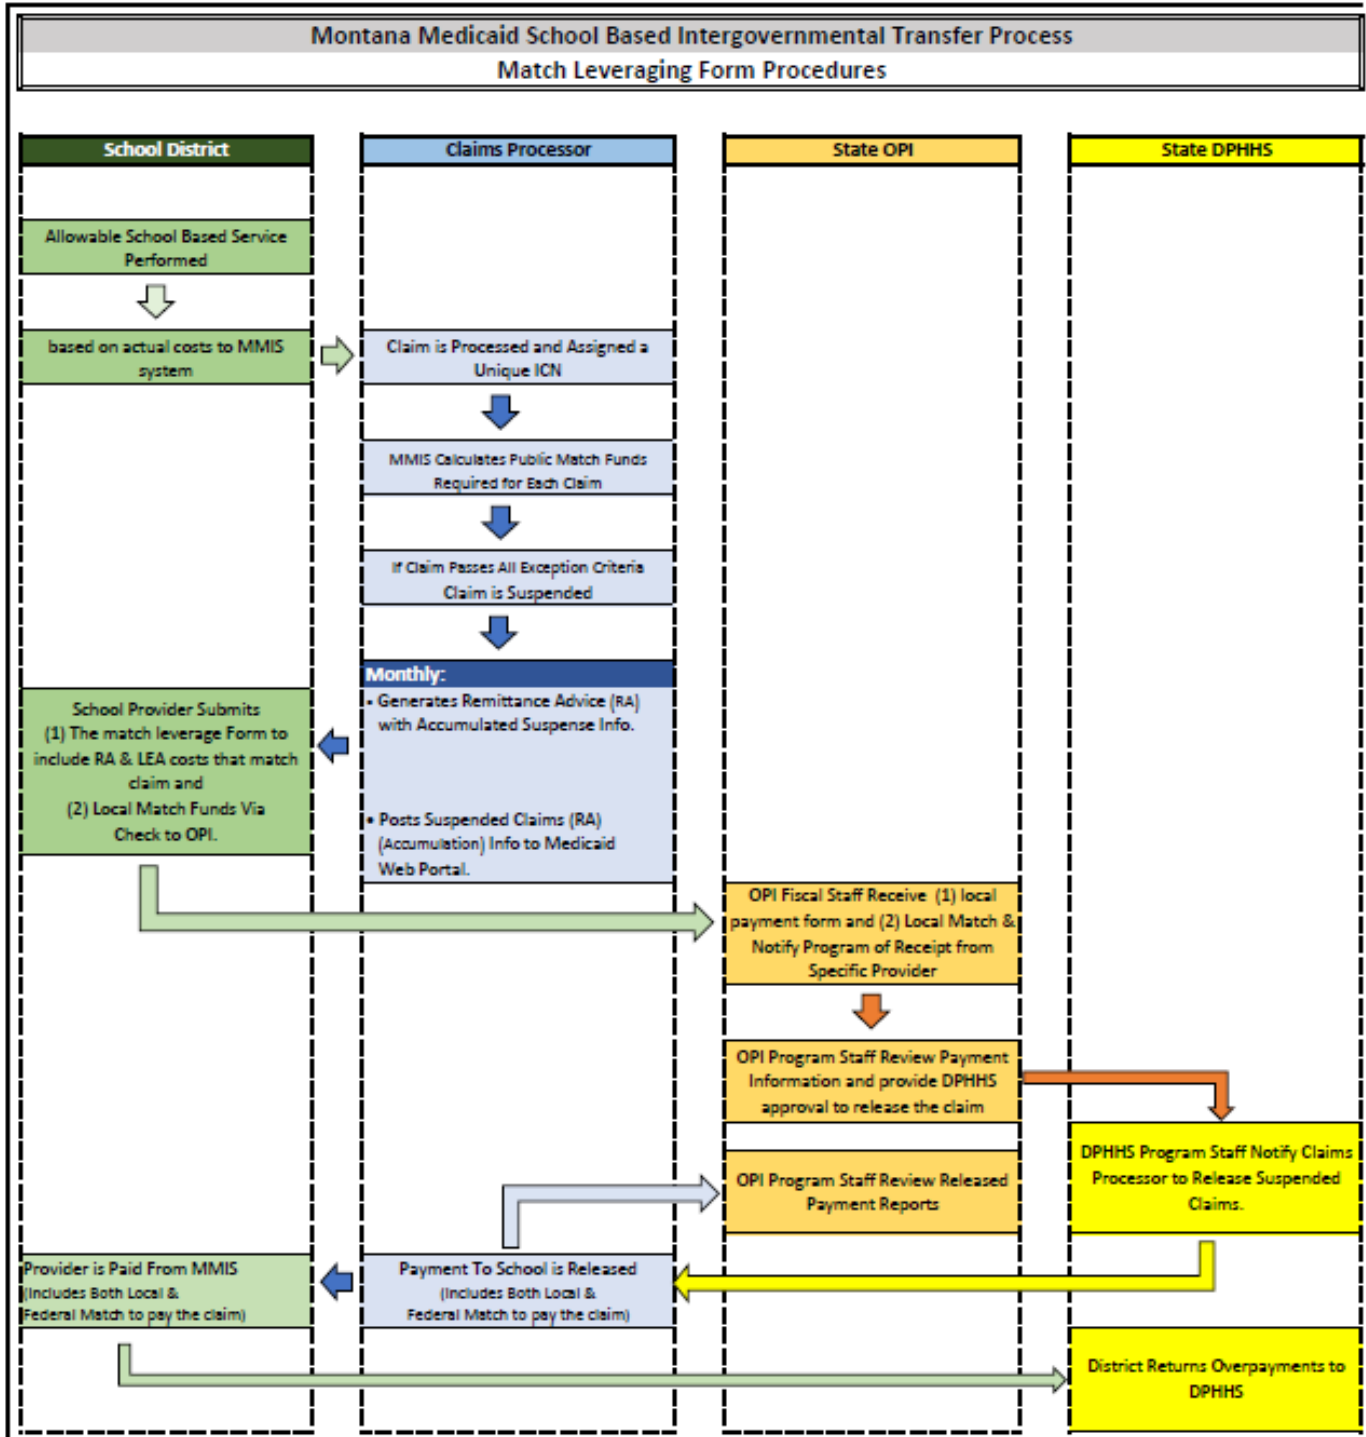 Montana Medicaid School Based Intergovernmental Transfer Process
Match Leveraging Form Procedures
School District
Claims Processor
State OPI
State DPHHS
Allowable School Based Service
Performed
based on actual costs to MMIS
system
Claim is Processed and Assigned a
Unique ICN
MMIS Calculates Public Match Funds
Required for Each Claim
If Claim Passes All Exception Criteria
Claim is Suspended
Monthly:
• Generates Remittance Advice (RA)
with Accumulated Suspense Info.
• Posts Suspended Claims (RA)
(Accumulation) Info to Medicaid
Web Portal.
School Provider Submits
(1) The match leverage Form to
include RA & LEA costs that match
claim and
(2) Local Match Funds Via
Check to OPI.
OPI Fiscal Staff Receive (1) local
payment form and (2) Local Match &
Notify Program of Receipt from
Specific Provider
OPI Program Staff Review Payment
Information and provide DPHHS
approval to release the claim
DPHHS Program Staff Notify Claims
Processor to Release Suspended
Claims.
OPI Program Staff Review Released
Payment Reports
Payment To School is Released
(Includes Both Local &
Federal Match to pay the claim)
Provider is Paid From MMIS
(Includes Both Local &
Federal Match to pay the claim)
District Returns Overpayments to
DPHHS